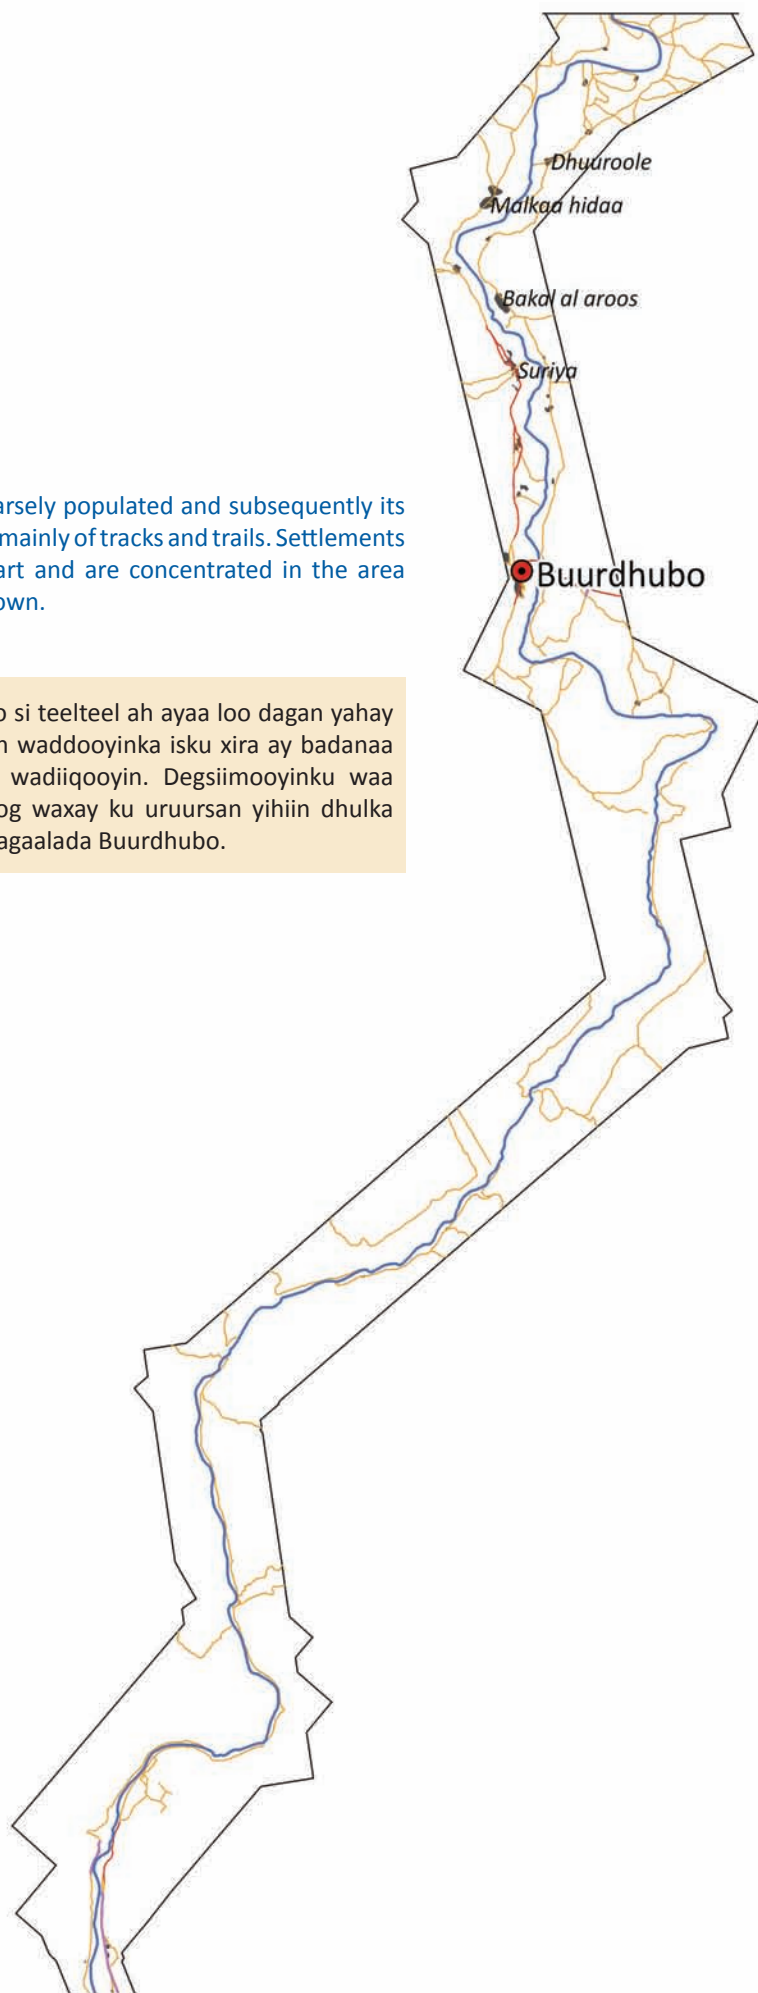 Dhuuroole
Malkaa hidaa
Bakal al aroos
Suriya
arsely populated and subsequently its
mainly of tracks and trails. Settlements
art and are concentrated in the area
own.
Buurdhubo
o si teelteel ah ayaa loo dagan yahay
n waddooyinka isku xira ay badanaa
wadiiqooyin. Degsiimooyinku waa
og waxay ku uruursan yihiin dhulka
agaalada Buurdhubo.